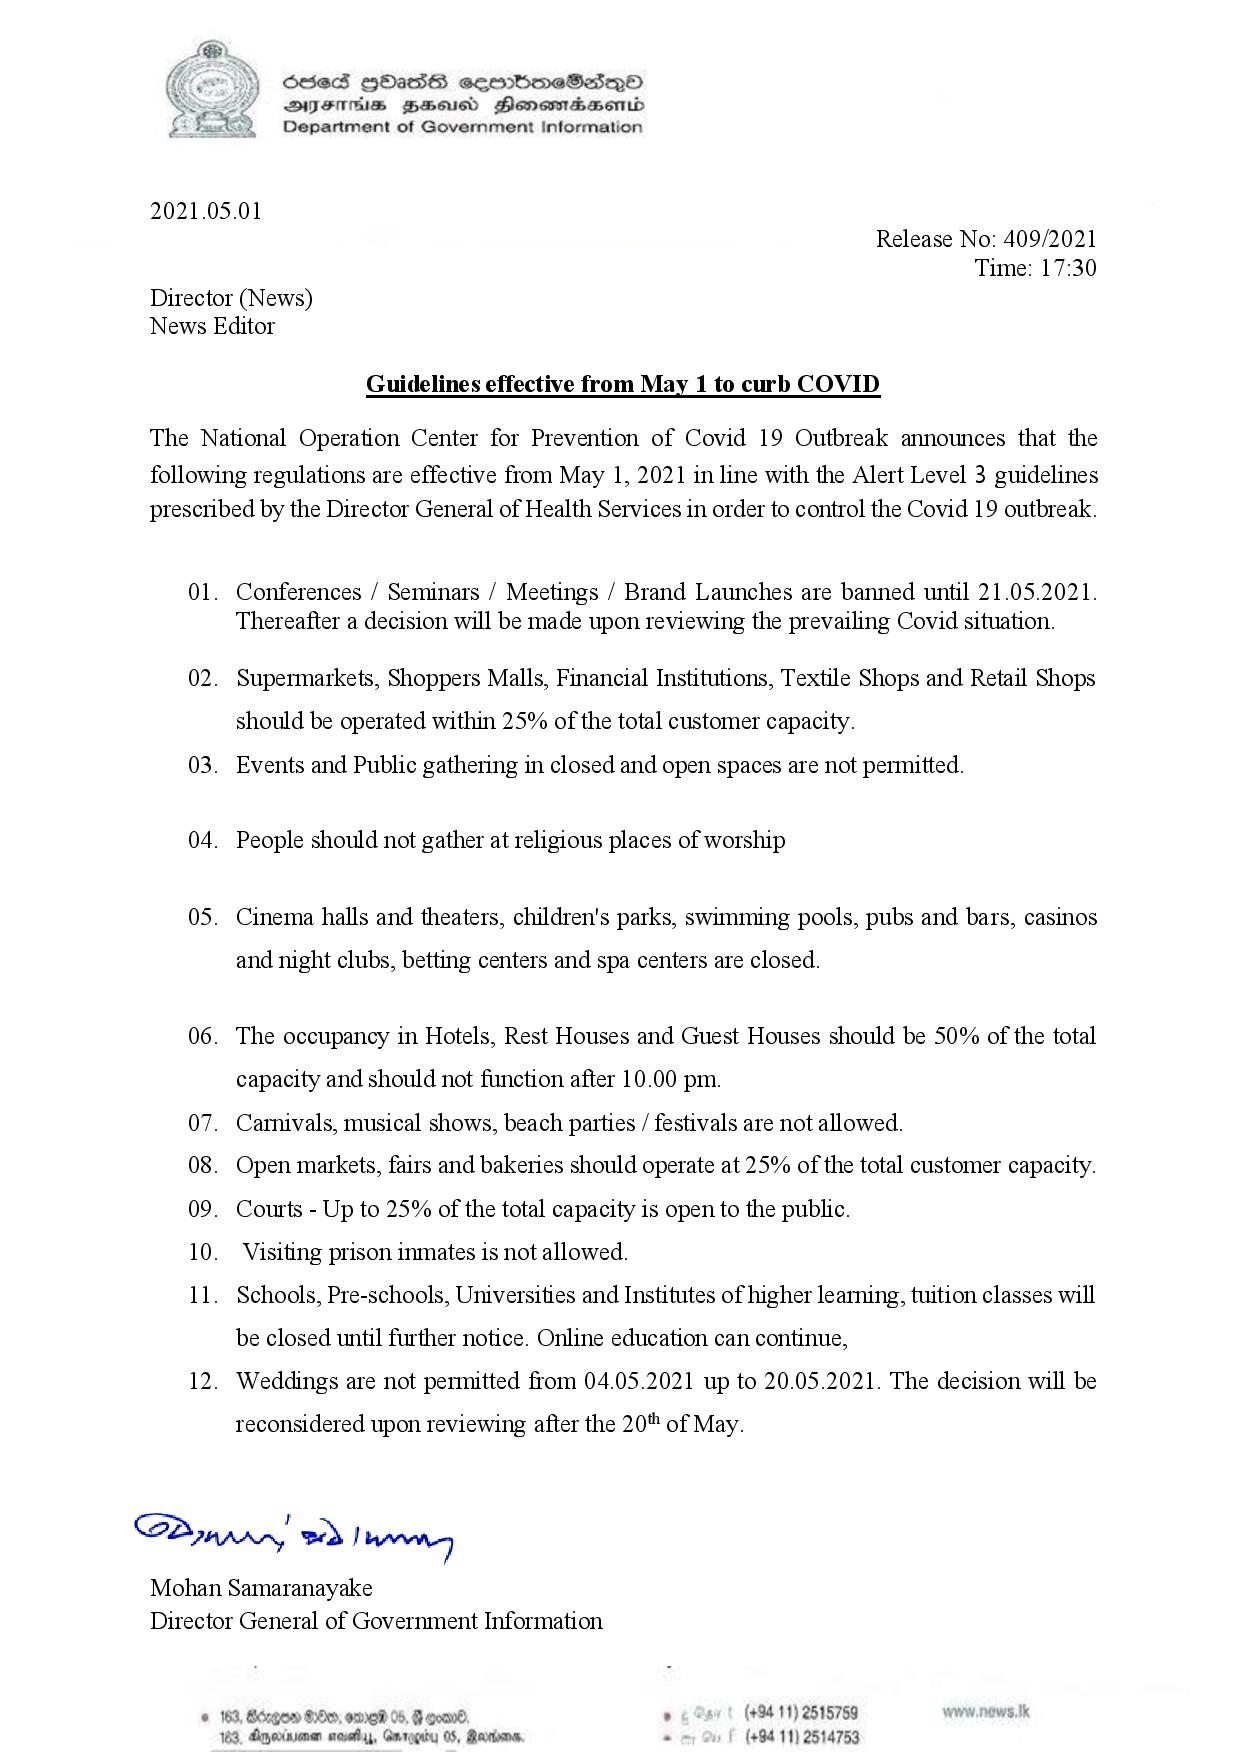 රජයේ ප්‍රවෘත්ති දෙපාර්තමේන්තුව
அரசாங்க தகவல் திணைக்களம்
Department of Government Information
2021.05.01
Release No: 409/2021
Time: 17:30
Director (News)
News Editor
Guidelines effective from May 1 to curb COVID
The National Operation Center for Prevention of Covid 19 Outbreak announces that the
following regulations are effective from May 1, 2021 in line with the Alert Level 3 guidelines
prescribed by the Director General of Health Services in order to control the Covid 19 outbreak.
01. Conferences / Seminars / Meetings / Brand Launches are banned until 21.05.2021.
Thereafter a decision will be made upon reviewing the prevailing Covid situation.
02. Supermarkets, Shoppers Malls, Financial Institutions, Textile Shops and Retail Shops
should be operated within 25% of the total customer capacity.
03. Events and Public gathering in closed and open spaces are not permitted.
04. People should not gather at religious places of worship
05. Cinema halls and theaters, children's parks, swimming pools, pubs and bars, casinos
and night clubs, betting centers and spa centers are closed.
06. The occupancy in Hotels, Rest Houses and Guest Houses should be 50% of the total
capacity and should not function after 10.00 pm.
07. Carnivals, musical shows, beach parties / festivals are not allowed.
08. Open markets, fairs and bakeries should operate at 25% of the total customer capacity.
09. Courts - Up to 25% of the total capacity is open to the public.
10. Visiting prison inmates is not allowed.
11. Schools, Pre-schools, Universities and Institutes of higher learning, tuition classes will
be closed until further notice. Online education can continue,
12. Weddings are not permitted from 04.05.2021 up to 20.05.2021. The decision will be
reconsidered upon reviewing after the 20th of May.
Mohan Samaranayake
Director General of Government Information
163, කිරුලපන මාවත, කොළඹ 05, ශ්‍රී ලංකාව.
163, கிருலப்பனை எவனியூ, கொழும்பு 05, இலங்கை.
(+94 11) 2515759
(+94 11) 2514753
www.news.lk